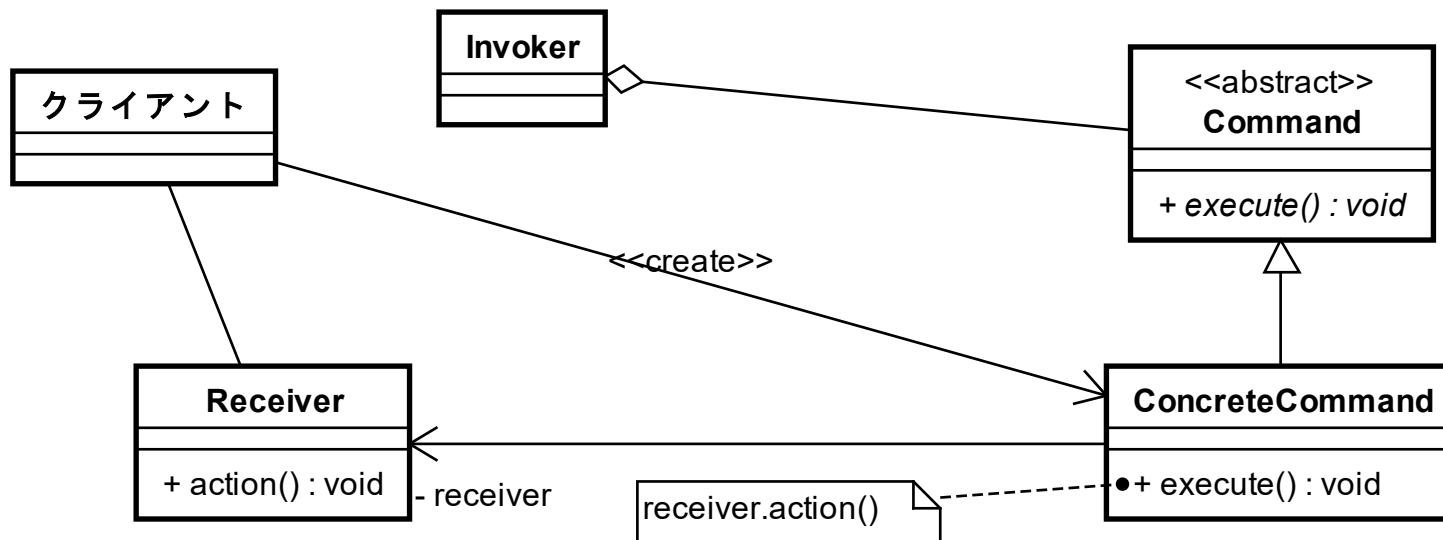 クライアント
Invoker
<<abstract>>
Command
+ execute() : void
<<create>>
Receiver
+ action() : void
- receiver
receiver.action()
ConcreteCommand
+ execute() : void